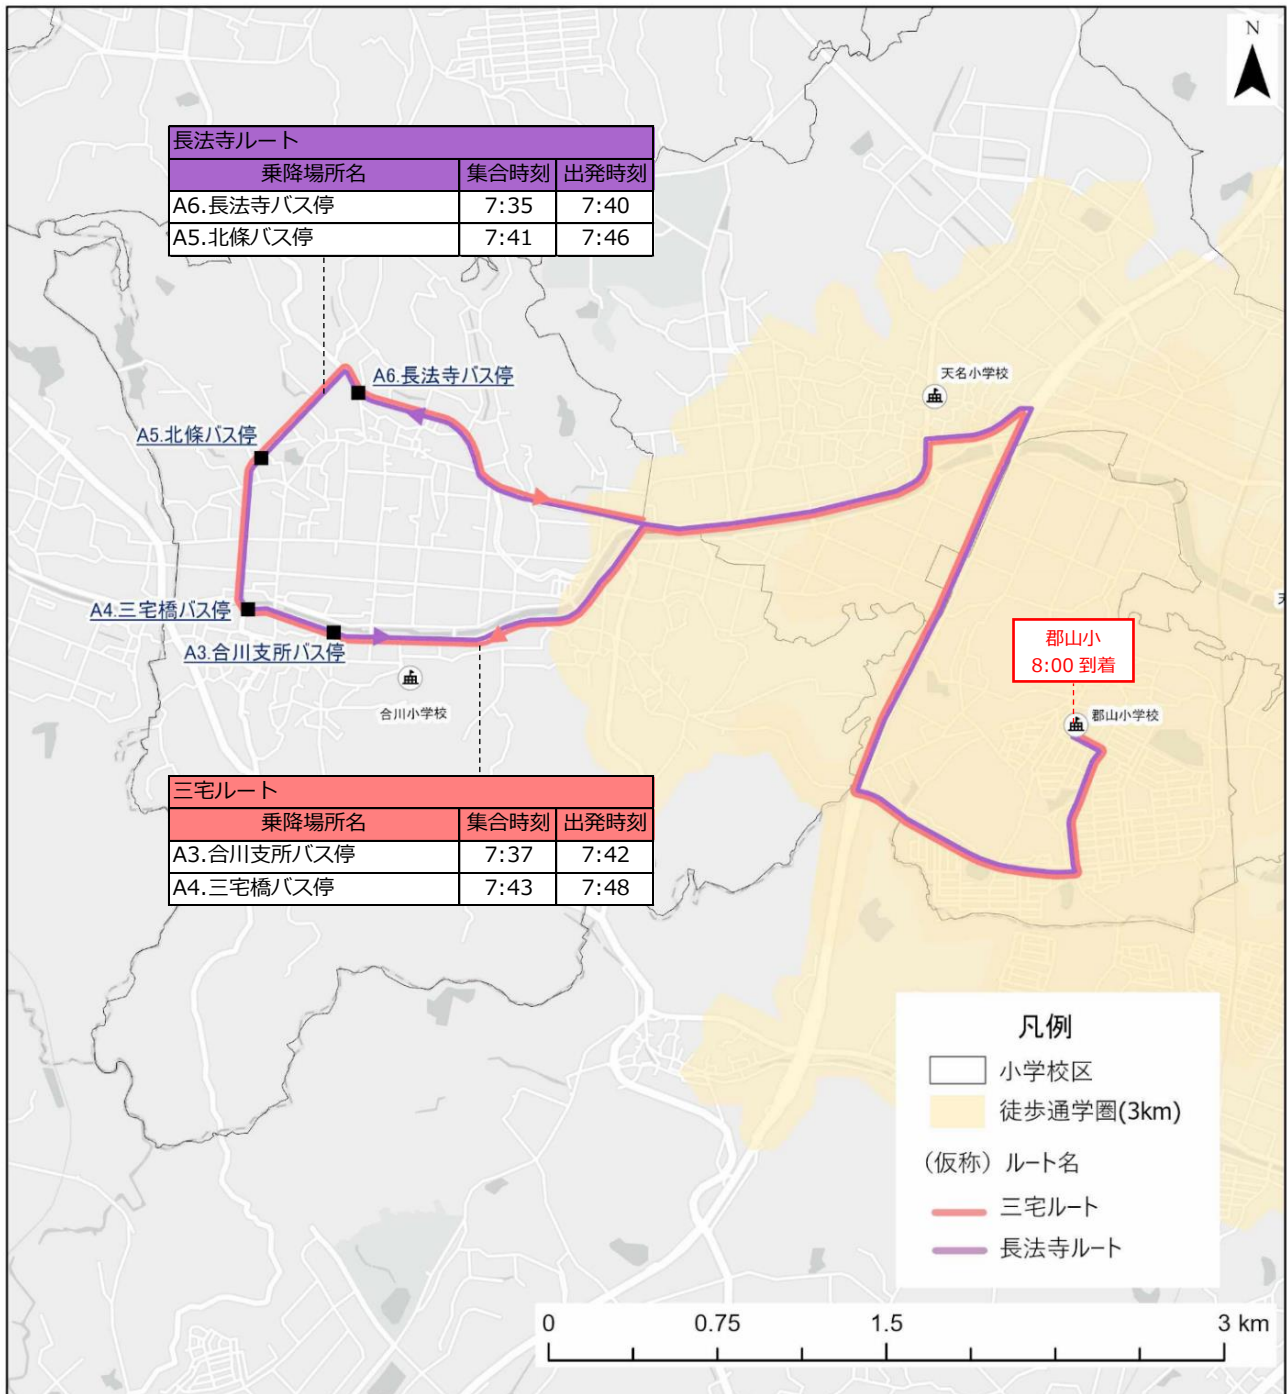 N
長法寺ルート
乗降場所名 集合時刻 出発時刻
A6.長法寺バス停 7:35 7:40
A5.北條バス停 7:41 7:46
A6.長法寺バス停
天名小学校
A5.北條バス停
A4.三宅橋バス停
A3.合川支所バス停
合川小学校
郡山小
8:00 到着
郡山小学校
三宅ルート
乗降場所名 集合時刻 出発時刻
A3.合川支所バス停 7:37 7:42
A4.三宅橋バス停 7:43 7:48
凡例
小学校区
徒歩通学圏(3km)
(仮称) ルート名
三宅ルート
長法寺ルート
0 0.75 1.5 3 km